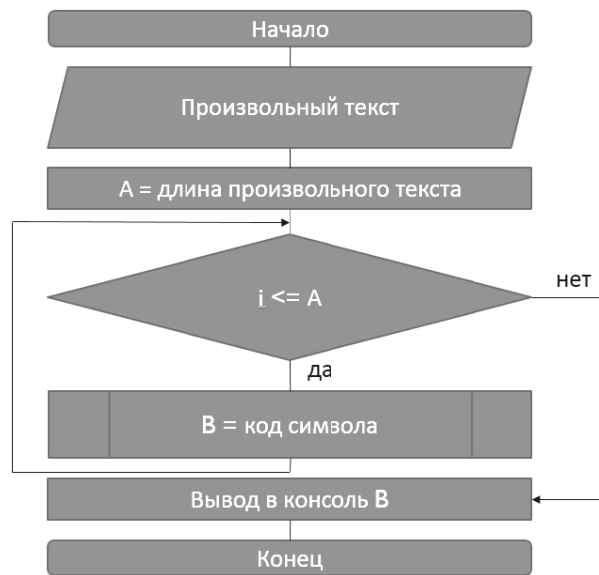 Начало
Произвольный текст
A = длина произвольного текста
i <= A
нет
да
B = код символа
Вывод в консоль B
Конец